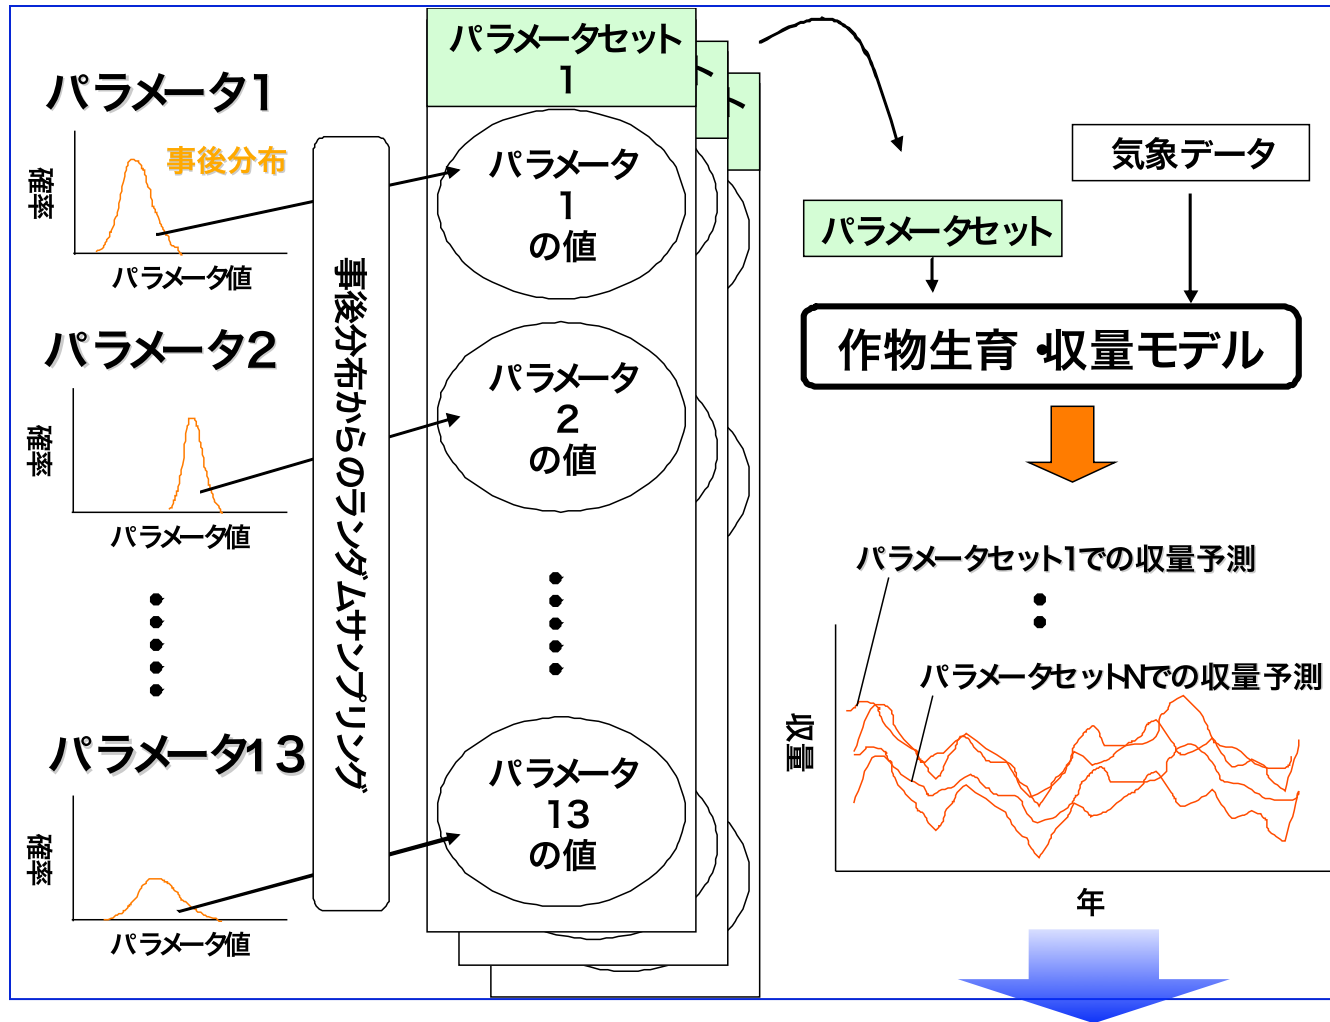 パラメータ1
事後分布
確率
パラメータ値
パラメータ2
確率
パラメータ値
パラメータ13
確率
パラメータ値
事後分布からのランダムサンプリング
パラメータセット
1
ト
ト
パラメータ
1
の値
パラメータ
2
の値
パラメータ
13
の値
気象データ
パラメータセット
作物生育・収量モデル
パラメータセット1での収量予測
パラメータセットNでの収量予測
収量
年